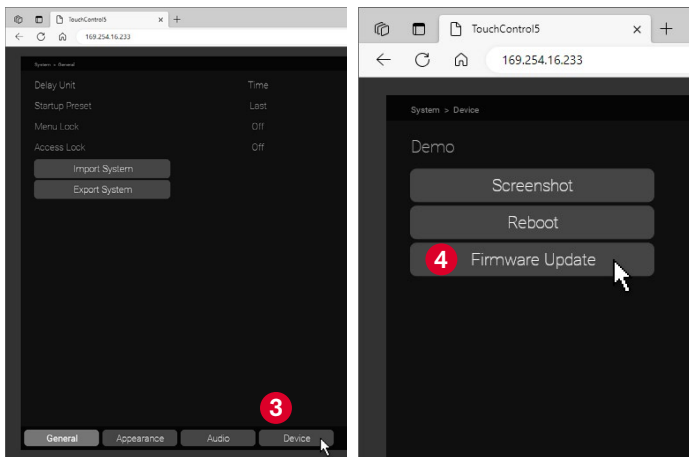 TouchControl5
169.254.16.233
System > General
Delay Unit Time
Startup Preset Last
Menu Lock Off
Access Lock Off
Import System
Export System
3
General Appearance Audio Device
TouchControl5
169.254.16.233
System > Device
Demo
Screenshot
Reboot
4 Firmware Update